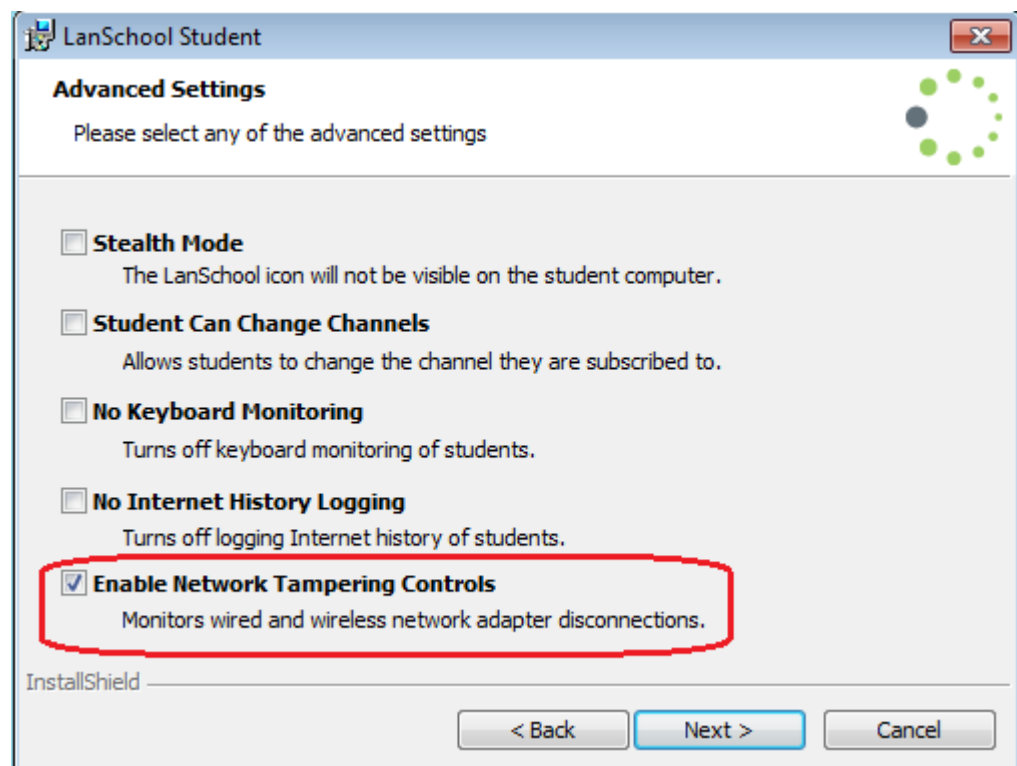 LanSchool Student
Advanced Settings
Please select any of the advanced settings
Stealth Mode
The LanSchool icon will not be visible on the student computer.
Student Can Change Channels
Allows students to change the channel they are subscribed to.
No Keyboard Monitoring
Turns off keyboard monitoring of students.
No Internet History Logging
Turns off logging Internet history of students.
Enable Network Tampering Controls
Monitors wired and wireless network adapter disconnections.
InstallShield
< Back Next > Cancel